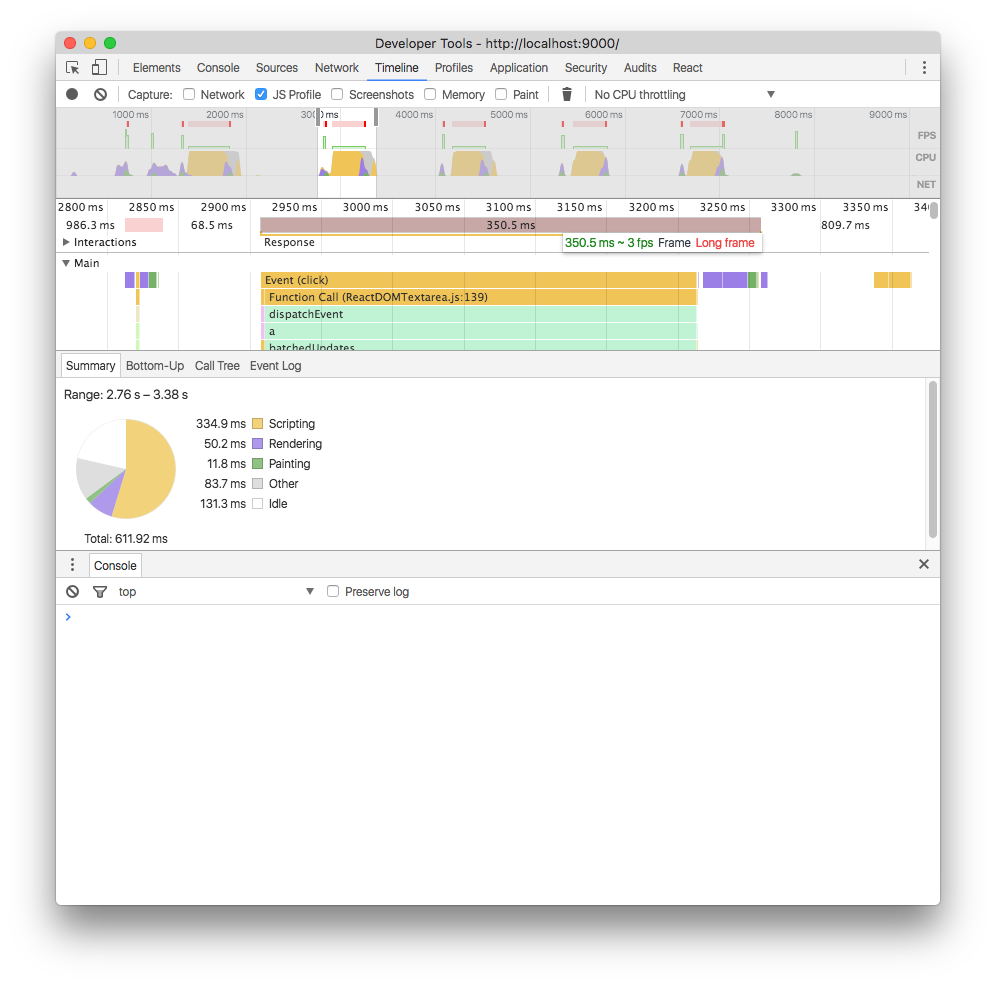 Developer Tools - http://localhost:9000/
Elements Console Sources Network Timeline Profiles Application Security Audits React
Capture: Network JS Profile Screenshots Memory Paint No CPU throttling
1000 ms 2000 ms 3000 ms 4000 ms 5000 ms 6000 ms 7000 ms 8000 ms 9000 ms
FPS
CPU
NET
2800 ms 2850 ms 2900 ms 2950 ms 3000 ms 3050 ms 3100 ms 3150 ms 3200 ms 3250 ms 3300 ms 3350 ms
986.3 ms 68.5 ms 350.5 ms 809.7 ms
Interactions Response 350.5 ms ~ 3 fps Frame Long frame
Main
Event (click)
Function Call (ReactDOMTextarea.js:139)
dispatchEvent
a
batchedUpdates
Summary Bottom-Up Call Tree Event Log
Range: 2.76 s – 3.38 s
334.9 ms Scripting
50.2 ms Rendering
11.8 ms Painting
83.7 ms Other
131.3 ms Idle
Total: 611.92 ms
Console
top Preserve log